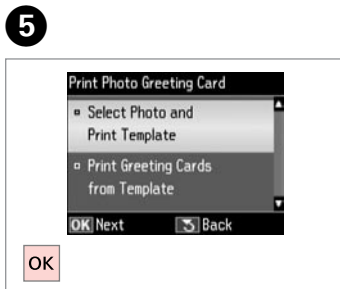 5
Print Photo Greeting Card
Select Photo and
Print Template
Print Greeting Cards
from Template
OK Next Back
OK